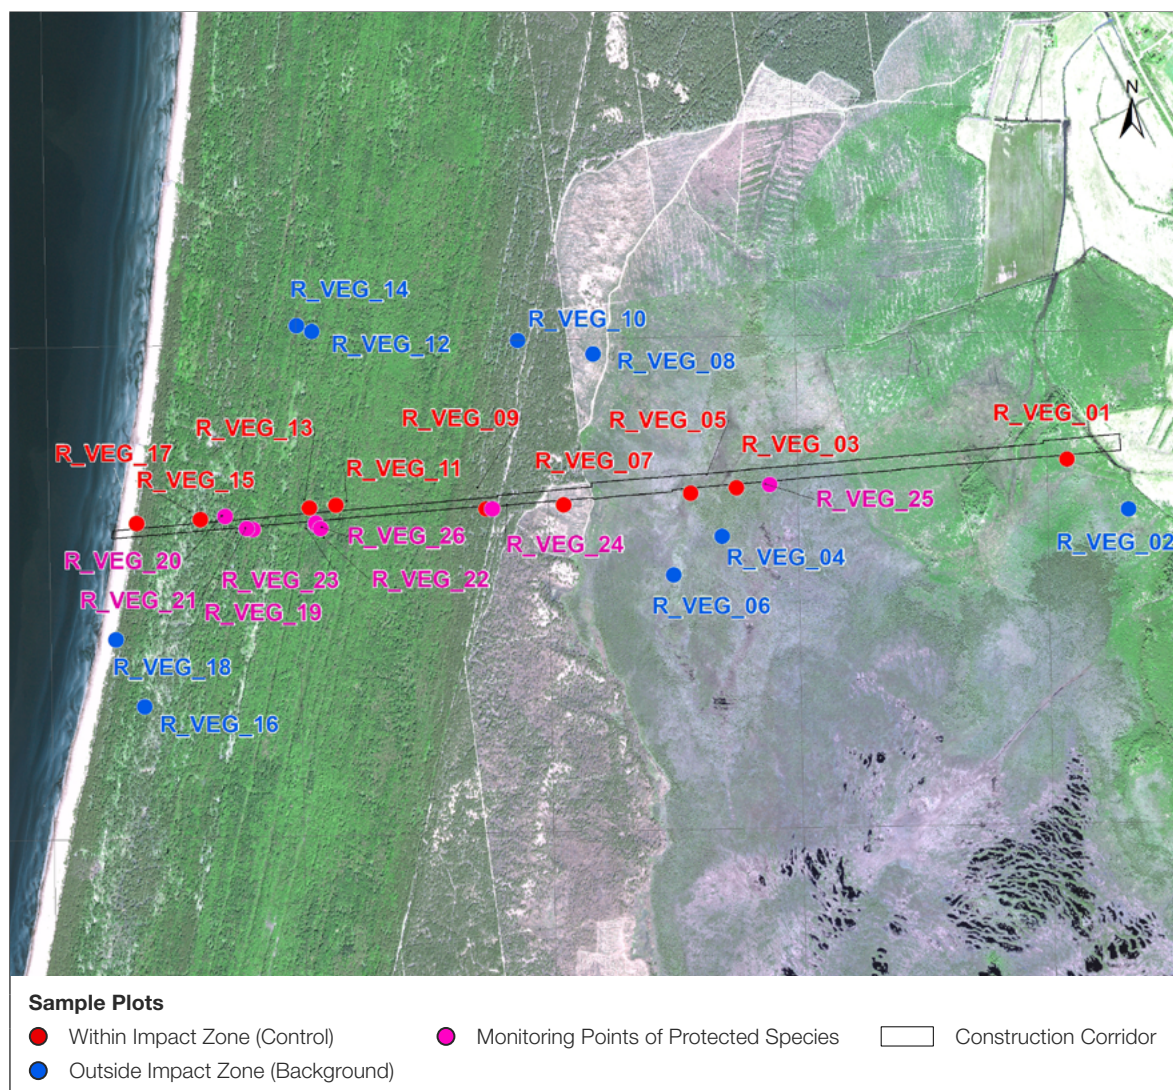 N
R_VEG_14
R_VEG_12
R_VEG_10
R_VEG_08
R_VEG_09
R_VEG_05
R_VEG_01
R_VEG_13
R_VEG_03
R_VEG_17
R_VEG_11
R_VEG_07
R_VEG_15
R_VEG_25
R_VEG_02
R_VEG_26
R_VEG_24
R_VEG_20
R_VEG_04
R_VEG_23
R_VEG_22
R_VEG_21
R_VEG_19
R_VEG_06
R_VEG_18
R_VEG_16
Sample Plots
Within Impact Zone (Control)
Monitoring Points of Protected Species
Construction Corridor
Outside Impact Zone (Background)